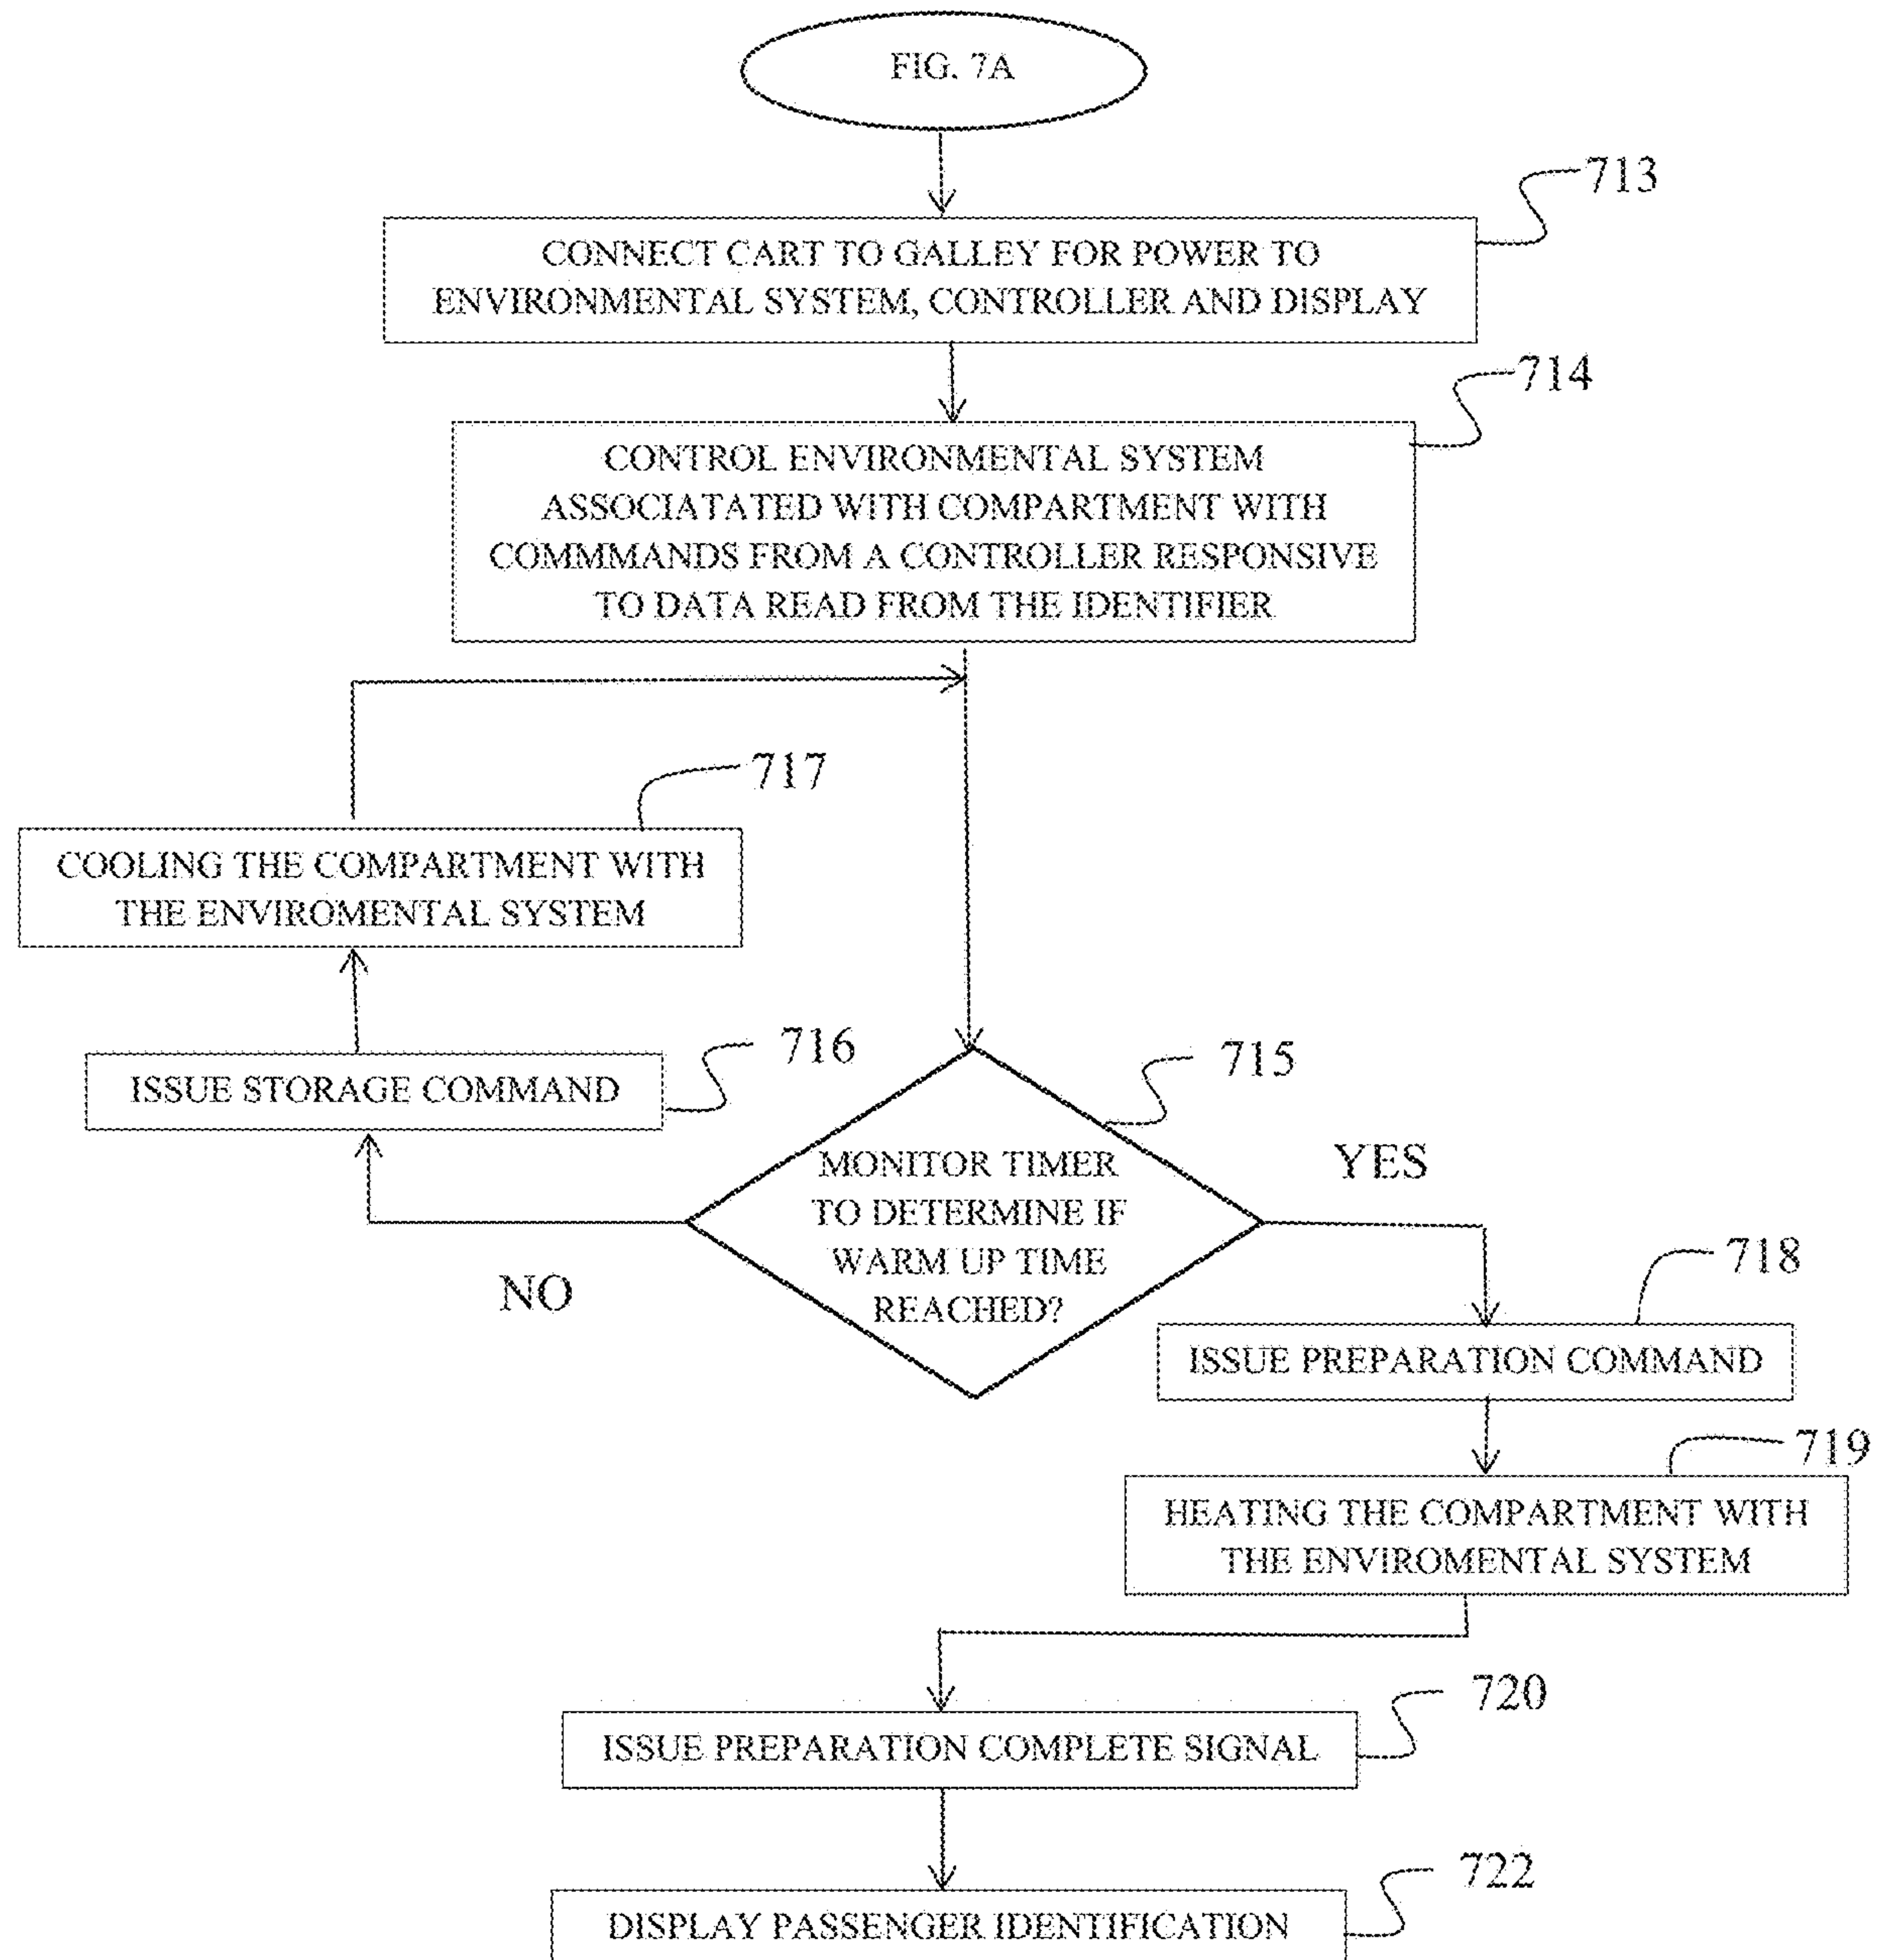 FIG. 7A
713
CONNECT CART TO GALLEY FOR POWER TO
ENVIRONMENTAL SYSTEM, CONTROLLER AND DISPLAY
714
CONTROL ENVIRONMENTAL SYSTEM
ASSOCIATATED WITH COMPARTMENT WITH
COMMMANDS FROM A CONTROLLER RESPONSIVE
TO DATA READ FROM THE IDENTIFIER
717
COOLING THE COMPARTMENT WITH
THE ENVIROMENTAL SYSTEM
716
ISSUE STORAGE COMMAND
715
MONITOR TIMER
TO DETERMINE IF
WARM UP TIME
REACHED?
YES
NO
718
ISSUE PREPARATION COMMAND
719
HEATING THE COMPARTMENT WITH
THE ENVIROMENTAL SYSTEM
720
ISSUE PREPARATION COMPLETE SIGNAL
722
DISPLAY PASSENGER IDENTIFICATION